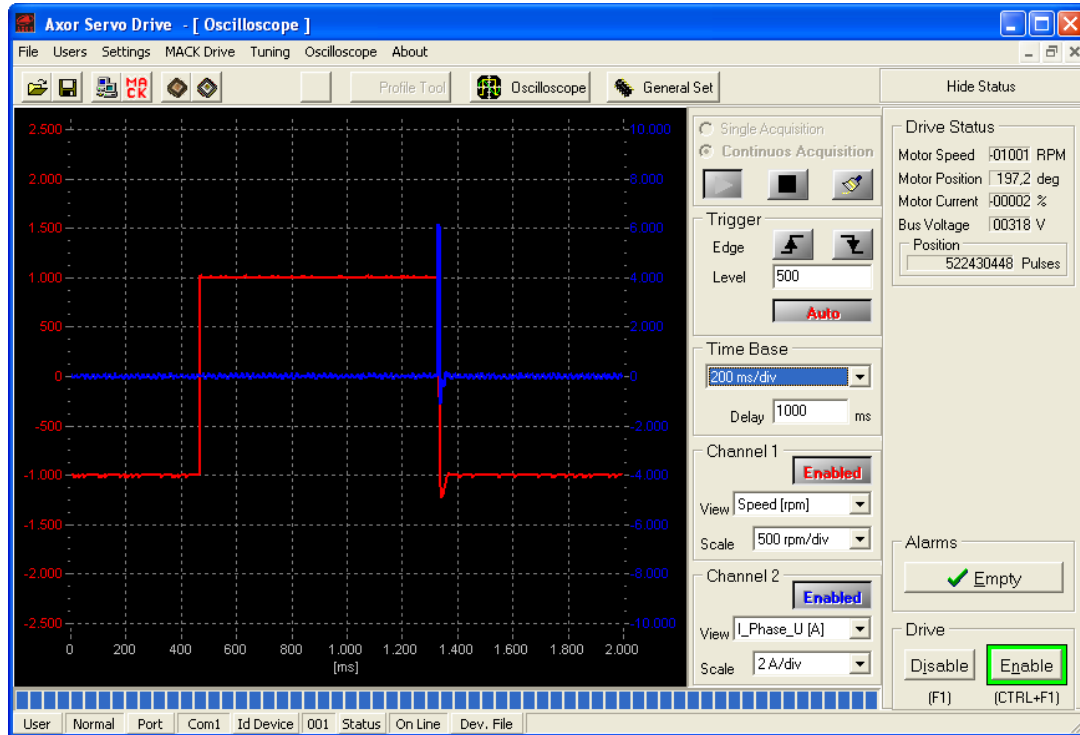 Axor Servo Drive - [ Oscilloscope ]
File Users Settings MACK Drive Tuning Oscilloscope About
MA CK Profile Tool Oscilloscope General Set Hide Status
2.500
2.000
1.500
1.000
500
0
-500
-1.000
-1.500
-2.000
-2.500
10.000
8.000
6.000
4.000
2.000
0
-2.000
-4.000
-6.000
-8.000
-10.000
0 200 400 600 800 1.000 1.200 1.400 1.600 1.800 2.000
[ms]
Single Acquisition
Continuos Acquisition
Trigger
Edge
Level 500
Auto
Time Base
200 ms/div
Delay 1000 ms
Channel 1
Enabled
View Speed [rpm]
Scale 500 rpm/div
Channel 2
Enabled
View I_Phase_U [A]
Scale 2 A/div
Drive Status
Motor Speed -01001 RPM
Motor Position 197,2 deg
Motor Current -00002 %
Bus Voltage 00318 V
Position
522430448 Pulses
Alarms
Empty
Drive
Disable Enable
(F1) (CTRL+F1)
User Normal Port Com1 Id Device 001 Status On Line Dev. File